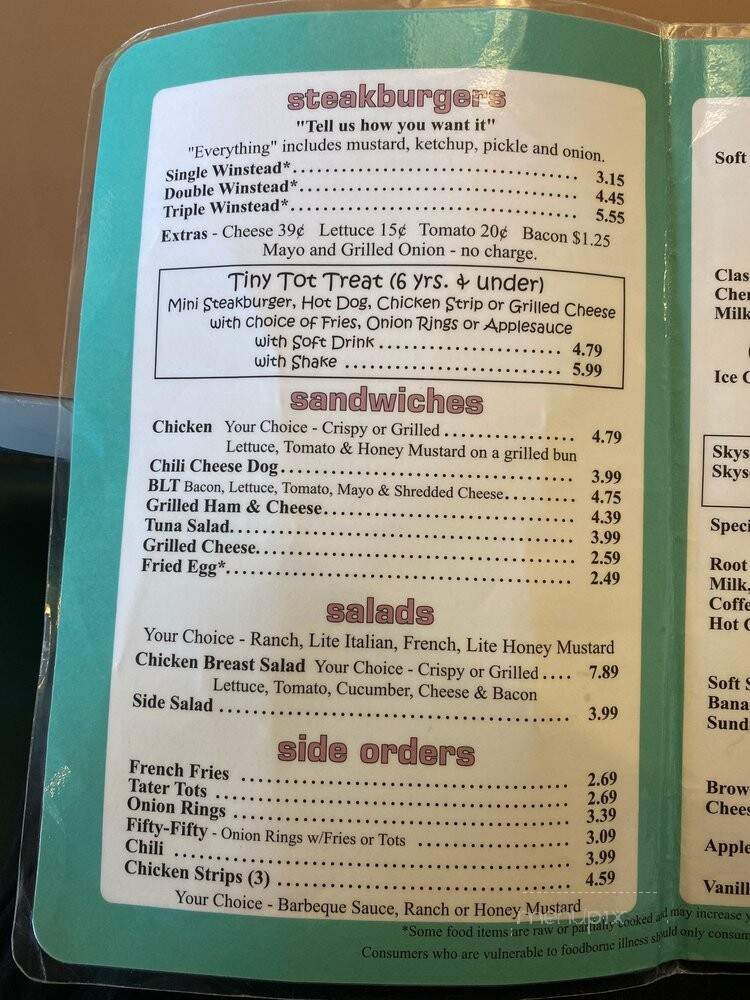 steakburgers
"Tell us how you want it"
"Everything" includes mustard, ketchup, pickle and onion.
Single Winstead* 3.15
Double Winstead* 4.45
Triple Winstead* 5.55
Extras - Cheese 39¢ Lettuce 15¢ Tomato 20¢ Bacon $1.25
Mayo and Grilled Onion - no charge.
Tiny Tot Treat (6 yrs. & under)
Mini Steakburger, Hot Dog, Chicken Strip or Grilled Cheese
with choice of Fries, Onion Rings or Applesauce
with Soft Drink 4.79
with Shake 5.99
sandwiches
Chicken Your Choice - Crispy or Grilled 4.79
Lettuce, Tomato & Honey Mustard on a grilled bun
Chili Cheese Dog 3.99
BLT Bacon, Lettuce, Tomato, Mayo & Shredded Cheese 4.75
Grilled Ham & Cheese 4.39
Tuna Salad 3.99
Grilled Cheese 2.59
Fried Egg* 2.49
salads
Your Choice - Ranch, Lite Italian, French, Lite Honey Mustard
Chicken Breast Salad Your Choice - Crispy or Grilled 7.89
Lettuce, Tomato, Cucumber, Cheese & Bacon
Side Salad 3.99
side orders
French Fries 2.69
Tater Tots 2.69
Onion Rings 3.39
Fifty-Fifty - Onion Rings w/Fries or Tots 3.09
Chili 3.99
Chicken Strips (3) 4.59
Your Choice - Barbeque Sauce, Ranch or Honey Mustard
menupix
*Some food items are raw or partially cooked and may increase y
Consumers who are vulnerable to foodborne illness should only consum
Soft
Clas
Cher
Milk
Ice C
Skys
Skys
Speci
Root
Milk,
Coffe
Hot C
Soft S
Bana
Sund
Brow
Chees
Apple
Vanill